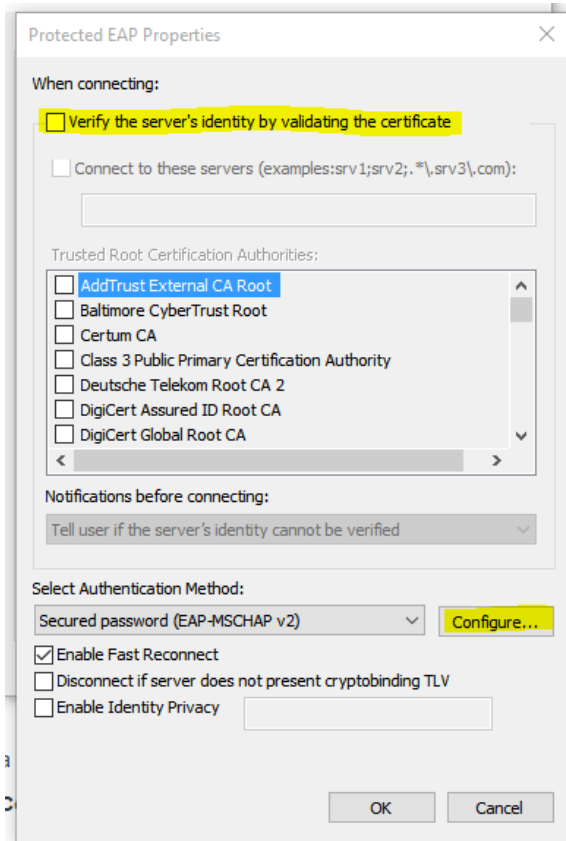 Protected EAP Properties
When connecting:
Verify the server's identity by validating the certificate
Connect to these servers (examples:srv1;srv2;.*\.srv3\.com):
Trusted Root Certification Authorities:
AddTrust External CA Root
Baltimore CyberTrust Root
Certum CA
Class 3 Public Primary Certification Authority
Deutsche Telekom Root CA 2
DigiCert Assured ID Root CA
DigiCert Global Root CA
Notifications before connecting:
Tell user if the server's identity cannot be verified
Select Authentication Method:
Secured password (EAP-MSCHAP v2)
Configure...
Enable Fast Reconnect
Disconnect if server does not present cryptobinding TLV
Enable Identity Privacy
OK
Cancel